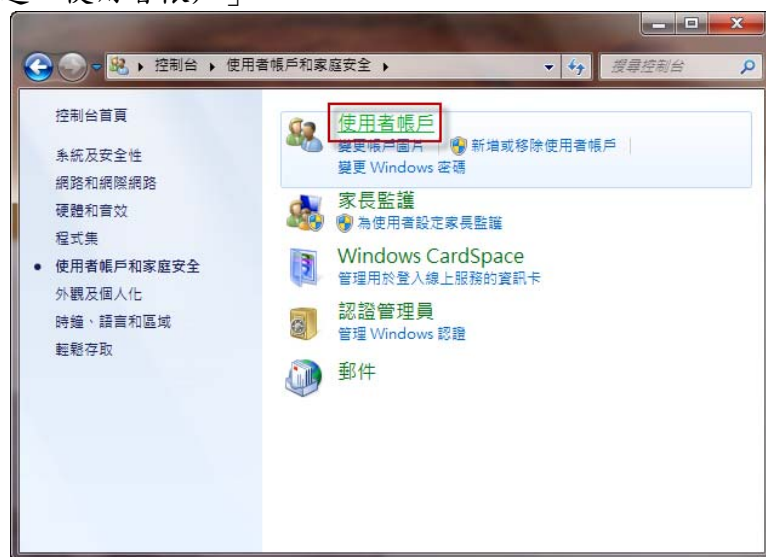 使用者帳戶」
控制台 ▸ 使用者帳戶和家庭安全 ▸
搜尋控制台
控制台首頁
系統及安全性
網路和網際網路
硬體和音效
程式集
使用者帳戶和家庭安全
外觀及個人化
時鐘、語言和區域
輕鬆存取
使用者帳戶
變更帳戶圖片 新增或移除使用者帳戶
變更 Windows 密碼
家長監護
為使用者設定家長監護
Windows CardSpace
管理用於登入線上服務的資訊卡
認證管理員
管理 Windows 認證
郵件